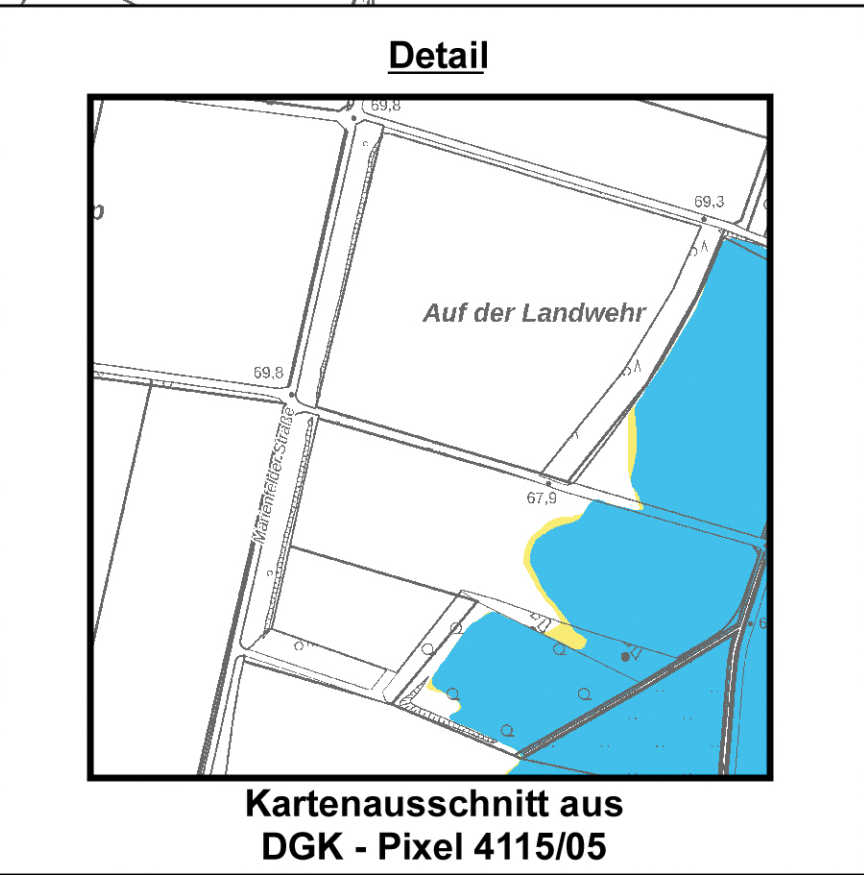 Detail
69,8
69,3
Auf der Landwehr
69,8
Marienfelder-Straße
67,9
Kartenausschnitt aus
DGK - Pixel 4115/05